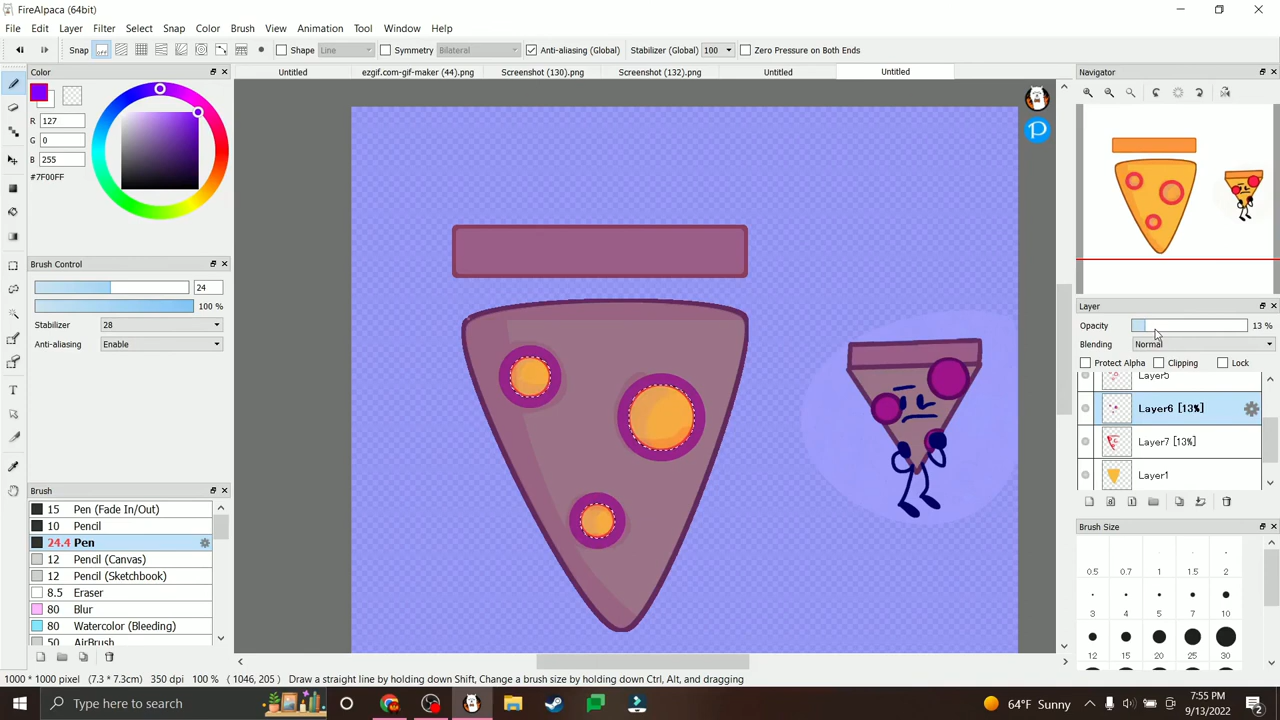 FireAlpaca (64bit)
File Edit Layer Filter Select Snap Color Brush View Animation Tool Window Help
Snap Shape Line Symmetry Bilateral Anti-aliasing (Global) Stabilizer (Global) 100 Zero Pressure on Both Ends
Color
Untitled ezgif.com-gif-maker (44).png Screenshot (130).png Screenshot (132).png Untitled Untitled
Navigator
R 127
G 0
B 255
#7F00FF
Brush Control
24
100 %
Stabilizer 28
Anti-aliasing Enable
Layer
Opacity 13 %
Blending Normal
Protect Alpha Clipping Lock
Layer5
Layer6 [13%]
Layer7 [13%]
Layer1
Brush
15 Pen (Fade In/Out)
10 Pencil
24.4 Pen
12 Pencil (Canvas)
12 Pencil (Sketchbook)
8.5 Eraser
80 Blur
80 Watercolor (Bleeding)
50 AirBrush
Brush Size
0.5 0.7 1 1.5 2
3 4 5 7 10
12 15 20 25 30
1000 * 1000 pixel (7.3 * 7.3cm) 350 dpi 100 % (1046, 205) Draw a straight line by holding down Shift, Change a brush size by holding down Ctrl, Alt, and dragging
Type here to search
64°F Sunny
7:55 PM
9/13/2022
2